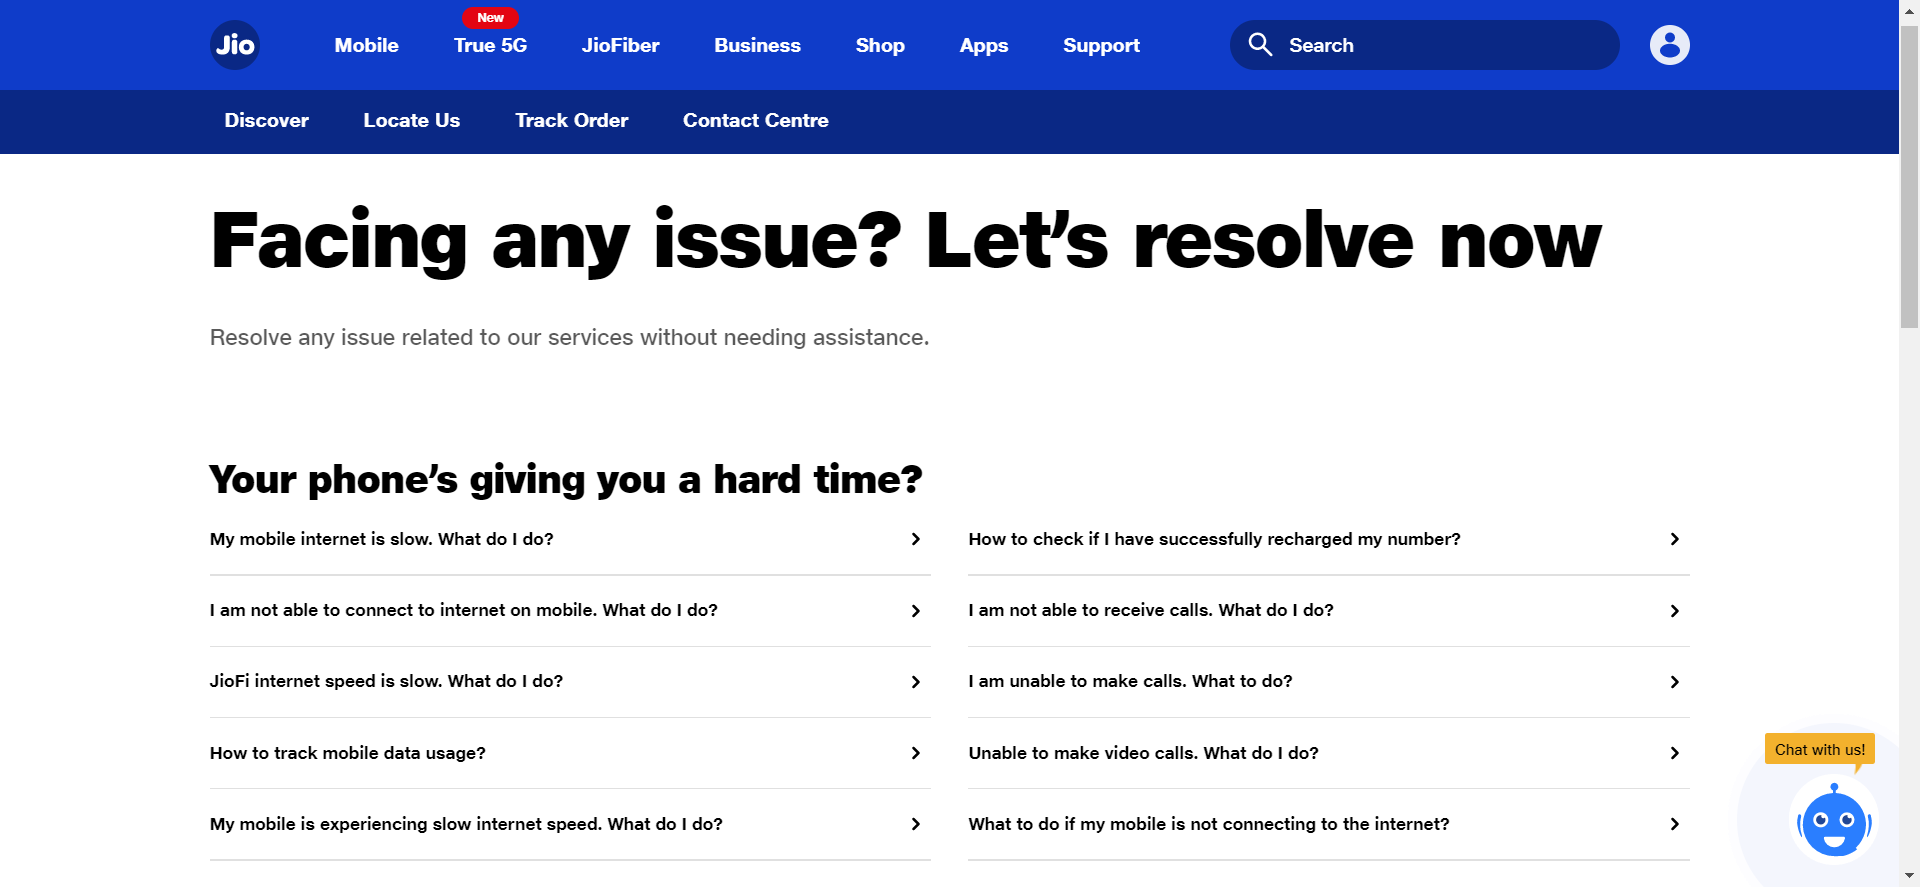 New
Jio
Mobile
True 5G
JioFiber
Business
Shop
Apps
Support
Search
Discover
Locate Us
Track Order
Contact Centre
Facing any issue? Let’s resolve now
Resolve any issue related to our services without needing assistance.
Your phone’s giving you a hard time?
My mobile internet is slow. What do I do?
How to check if I have successfully recharged my number?
I am not able to connect to internet on mobile. What do I do?
I am not able to receive calls. What do I do?
JioFi internet speed is slow. What do I do?
I am unable to make calls. What to do?
How to track mobile data usage?
Unable to make video calls. What do I do?
Chat with us!
My mobile is experiencing slow internet speed. What do I do?
What to do if my mobile is not connecting to the internet?